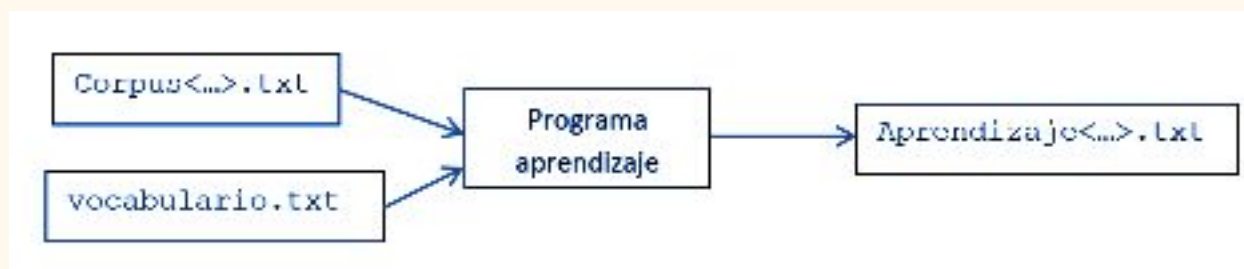 Corpus<...>.txt
vocabulario.txt
Programa
aprendizaje
Aprendizaje<...>.txt